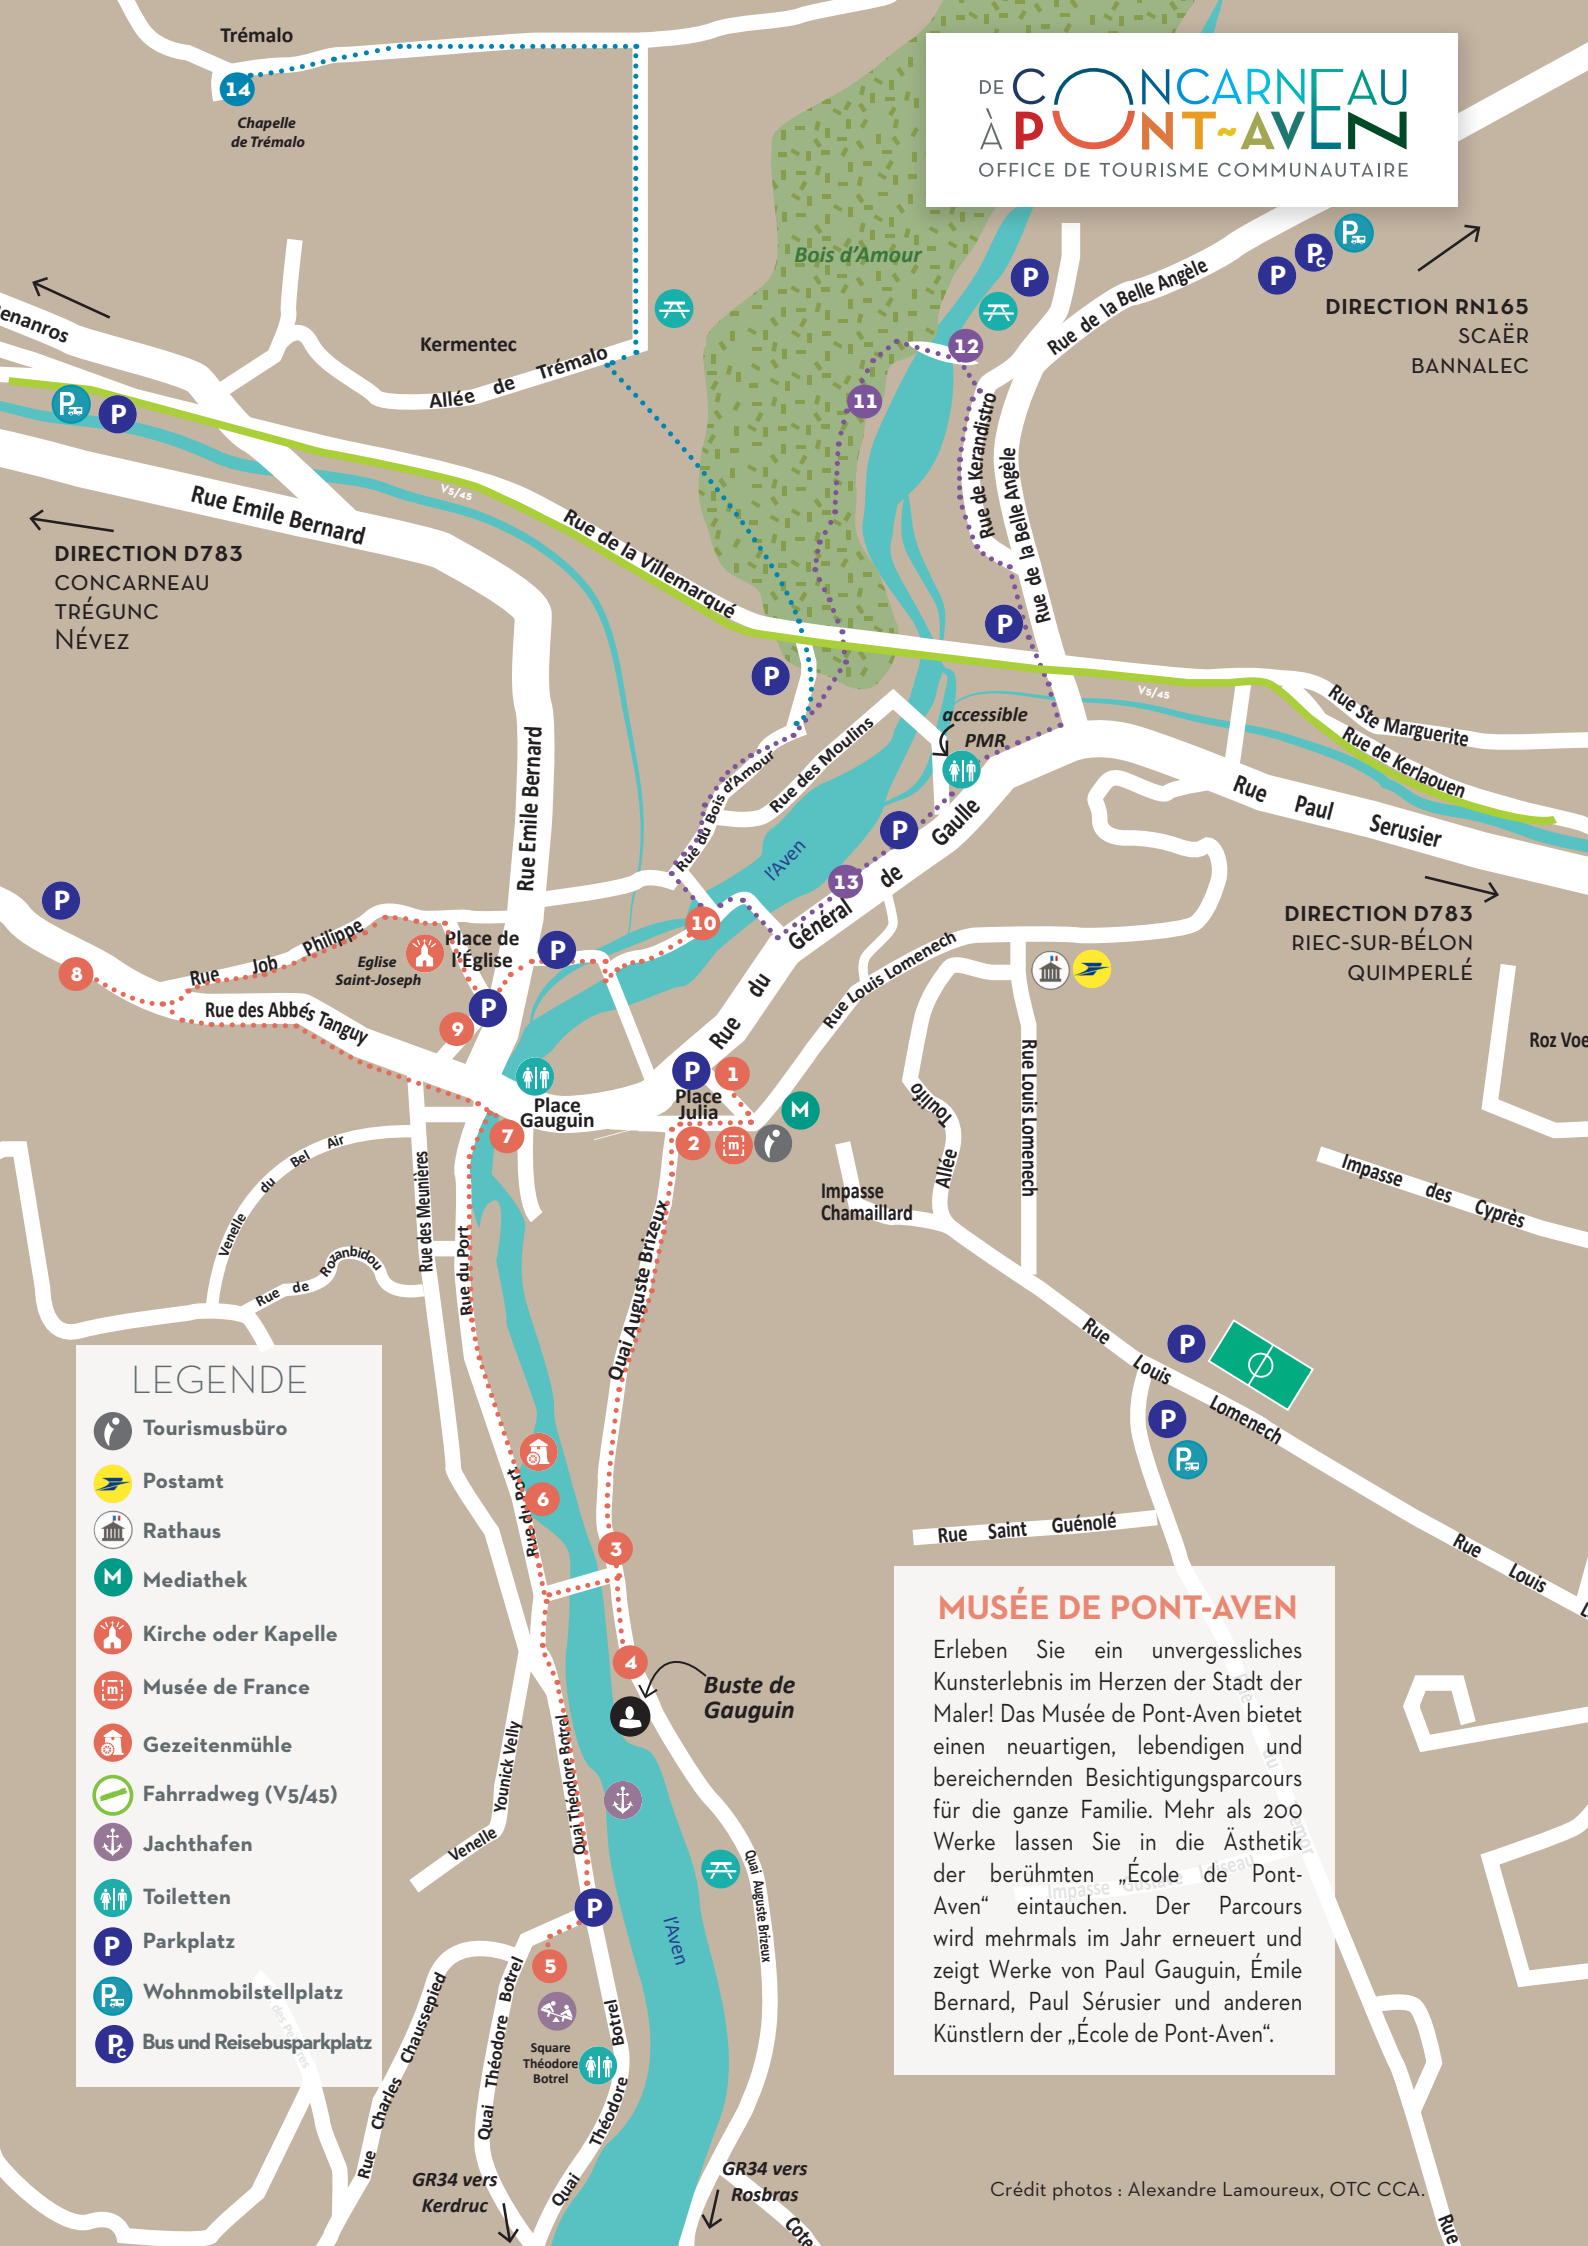 Trémalo
14
Chapelle
de Trémalo
DE CONCARNEAU
À PONT~AVEN
OFFICE DE TOURISME COMMUNAUTAIRE
Bois d'Amour
P
P
Pc
P
Rue de la Belle Angèle
DIRECTION RN165
SCAËR
BANNALEC
enanros
Kermentec
Allée de Trémalo
12
11
P
P
Rue de Kerandistro
Rue de la Belle Angèle
Rue Emile Bernard
V5/45
Rue de la Villemarqué
DIRECTION D783
CONCARNEAU
TRÉGUNC
NÉVEZ
P
P
V5/45
accessible
PMR
Rue Ste Marguerite
Rue de Kerlaouen
Rue Paul Serusier
Rue Emile Bernard
Rue du Bois d'Amour
Rue des Moulins
l'Aven
P
13
10
Rue du Général de Gaulle
P
8
Rue Job Philippe
Eglise
Saint-Joseph
Place de
l'Église
P
P
9
Rue des Abbés Tanguy
DIRECTION D783
RIEC-SUR-BÉLON
QUIMPERLÉ
Rue Louis Lomenech
Rue Louis Lomenech
Allée Toulifo
Roz Voe
P
1
Place
Julia
M
2
m
Place
Gauguin
7
Impasse
Chamaillard
Impasse des Cyprès
Venelle du Bel Air
Rue de Rozanbidou
Rue des Meunières
Rue du Port
Quai Auguste Brizeux
Rue Louis Lomenech
P
P
P
Rue Saint Guénolé
Rue Louis
6
Rue du Port
3
4
Buste de
Gauguin
Venelle Younick Velly
Quai Théodore Botrel
Quai Auguste Brizeux
l'Aven
P
5
Square
Théodore
Botrel
Rue Charles Chaussepied
Quai Théodore Botrel
Quai Théodore Botrel
GR34 vers
Kerdruc
GR34 vers
Rosbras
Cote
Rue
LEGENDE
Tourismusbüro
Postamt
Rathaus
M Mediathek
Kirche oder Kapelle
m Musée de France
Gezeitenmühle
Fahrradweg (V5/45)
Jachthafen
Toiletten
P Parkplatz
P Wohnmobilstellplatz
Pc Bus und Reisebusparkplatz
MUSÉE DE PONT-AVEN
Erleben Sie ein unvergessliches
Kunsterlebnis im Herzen der Stadt der
Maler! Das Musée de Pont-Aven bietet
einen neuartigen, lebendigen und
bereichernden Besichtigungsparcours
für die ganze Familie. Mehr als 200
Werke lassen Sie in die Ästhetik
der berühmten „École de Pont-
Aven“ eintauchen. Der Parcours
wird mehrmals im Jahr erneuert und
zeigt Werke von Paul Gauguin, Émile
Bernard, Paul Sérusier und anderen
Künstlern der „École de Pont-Aven“.
Crédit photos : Alexandre Lamoureux, OTC CCA.